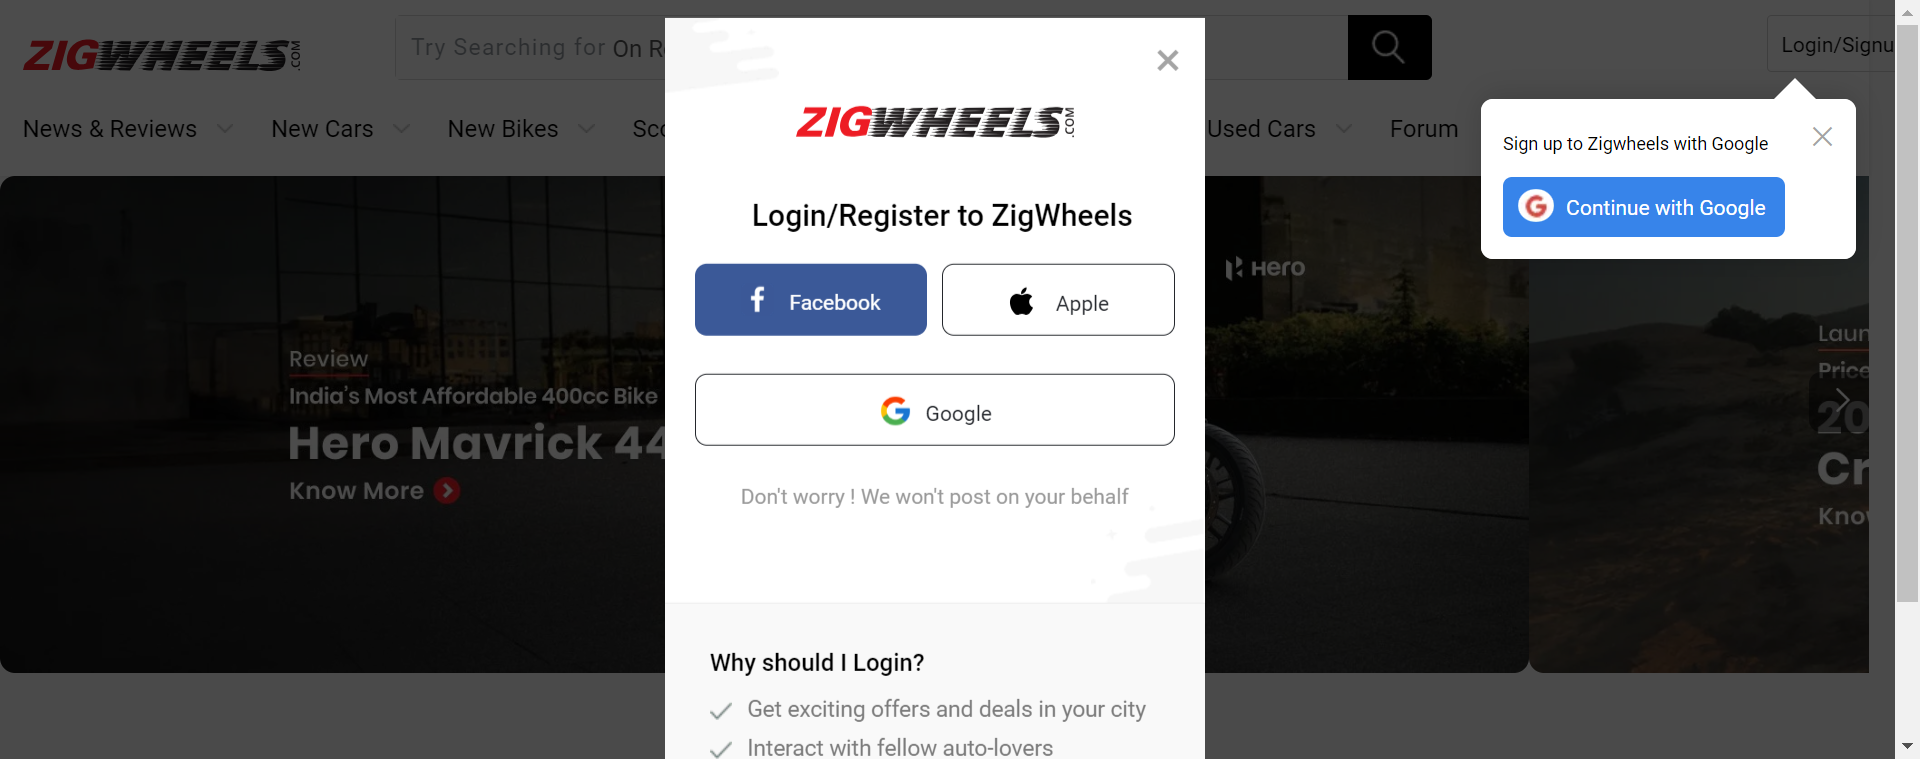 ZIGWHEELS.COM
Try Searching for On R
Login/Signu
News & Reviews
New Cars
New Bikes
Sco
Used Cars
Forum
ZIGWHEELS.COM
Login/Register to ZigWheels
Facebook
Apple
Google
Don't worry ! We won't post on your behalf
Why should I Login?
Get exciting offers and deals in your city
Interact with fellow auto-lovers
Sign up to Zigwheels with Google
Continue with Google
Review
India's Most Affordable 400cc Bike
Hero Mavrick 44
Know More
Hero
Laun
Price
20
Cr
Know